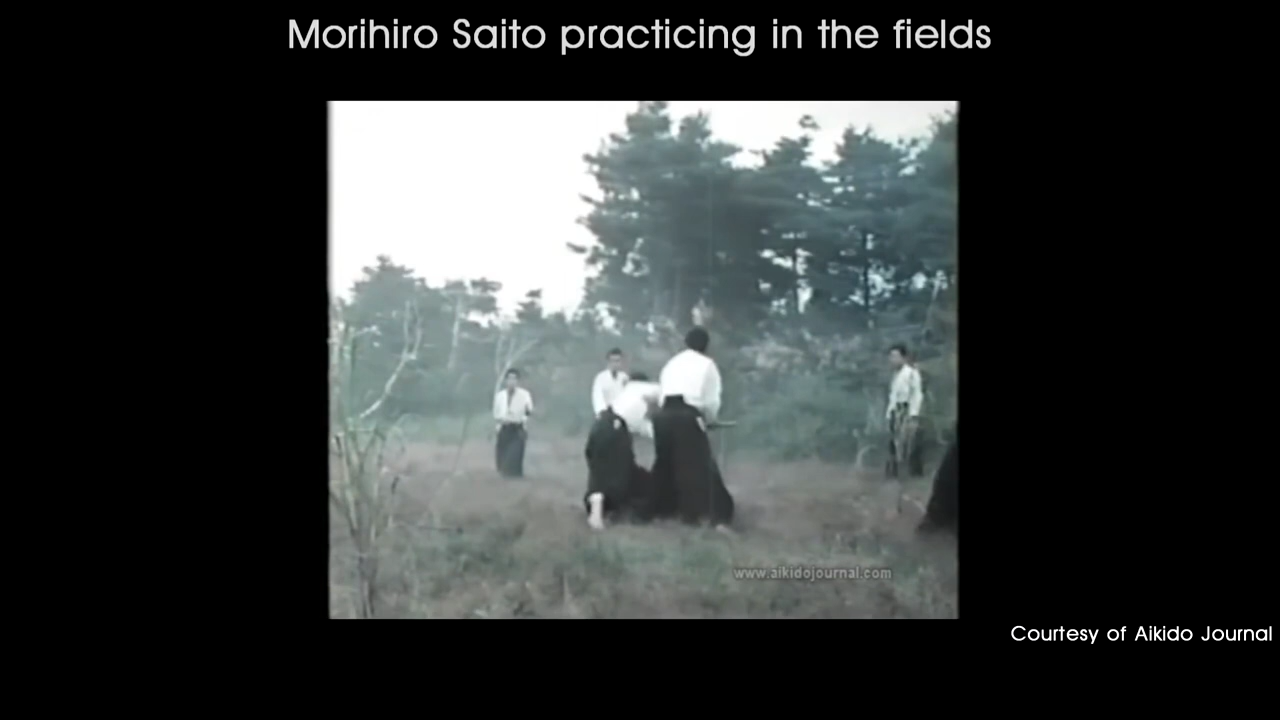 Morihiro Saito practicing in the fields
www.aikidojournal.com
Courtesy of Aikido Journal